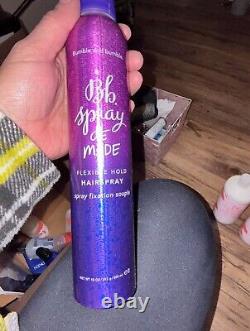 Bumble and bumble.
Bb.
spray
DE
MODE
FLEXIBLE HOLD
HAIRSPRAY
spray fixation souple